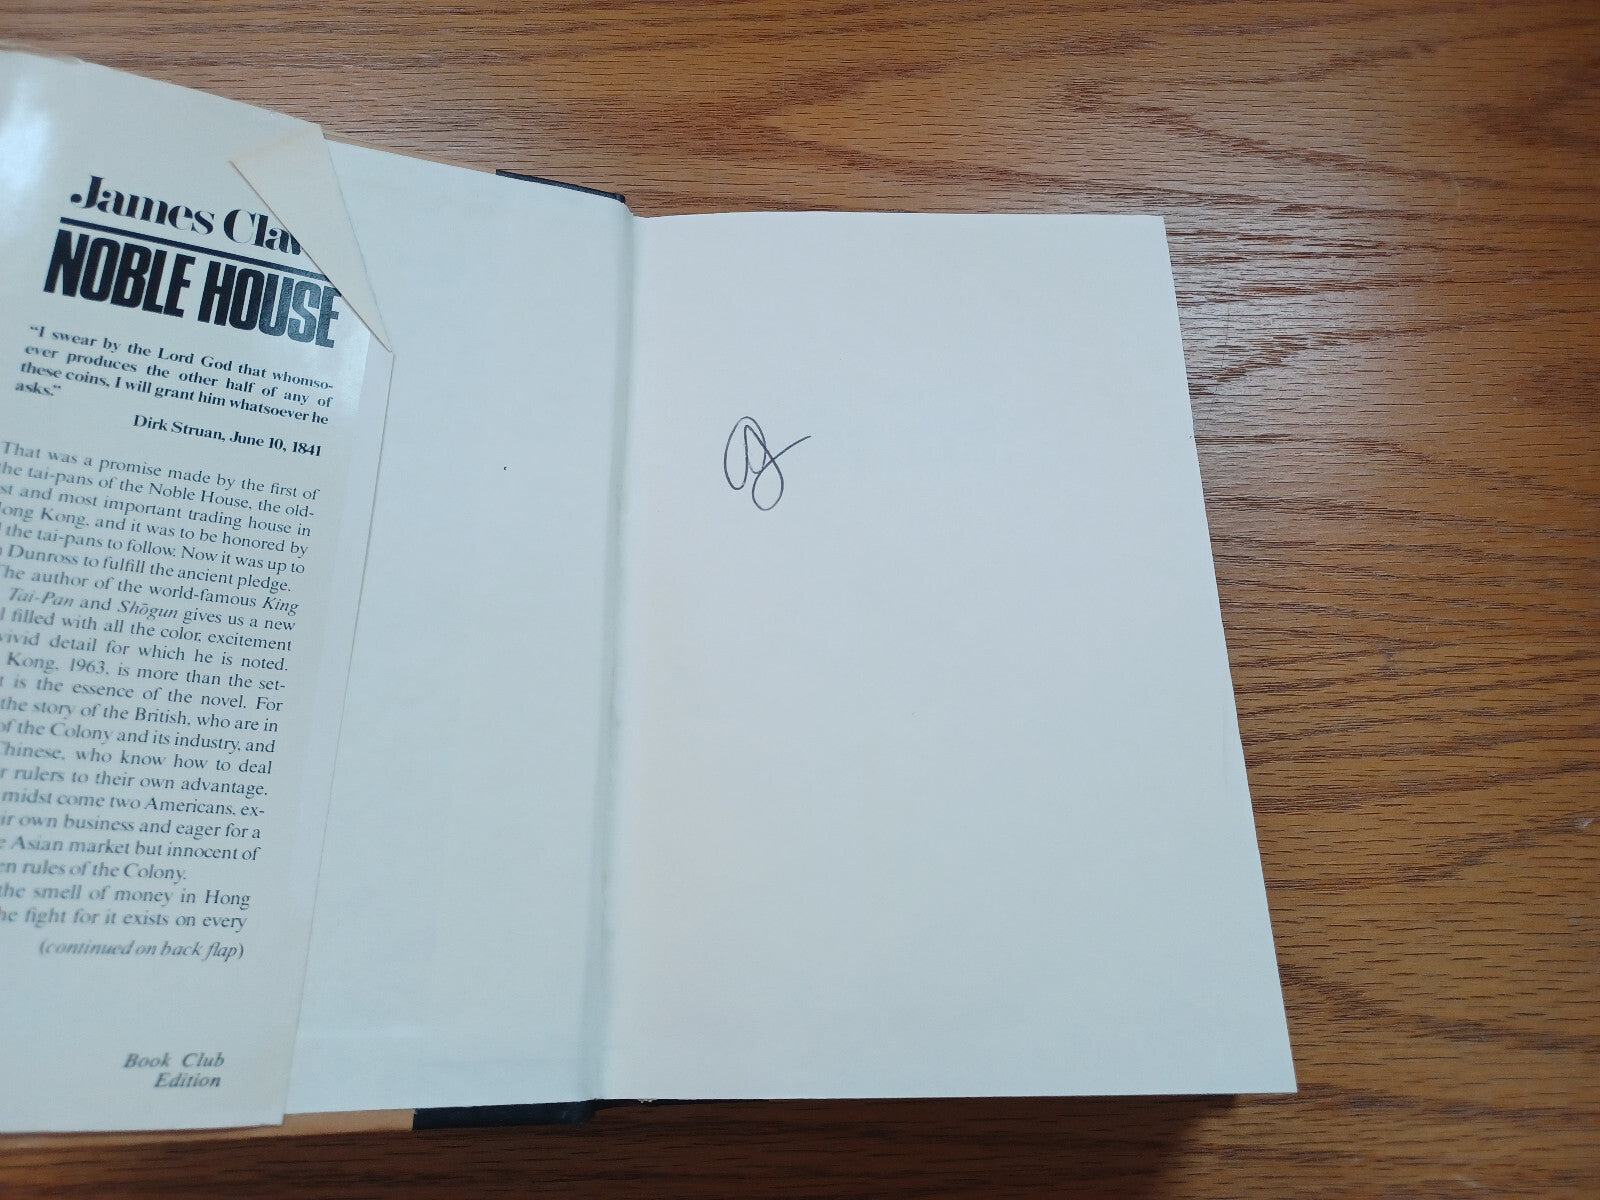 James Clav
NOBLE HOUSE
"I swear by the Lord God that whomso-
ever produces the other half of any of
these coins, I will grant him whatsoever he
asks."
Dirk Struan, June 10, 1841
That was a promise made by the first of
the tai-pans of the Noble House, the old-
st and most important trading house in
ong Kong, and it was to be honored by
the tai-pans to follow. Now it was up to
Dunross to fulfill the ancient pledge.
The author of the world-famous King
Tai-Pan and Shōgun gives us a new
l filled with all the color, excitement
vivid detail for which he is noted.
Kong, 1963, is more than the set-
t is the essence of the novel. For
the story of the British, who are in
of the Colony and its industry, and
Chinese, who know how to deal
r rulers to their own advantage.
midst come two Americans, ex-
ir own business and eager for a
e Asian market but innocent of
en rules of the Colony.
the smell of money in Hong
he fight for it exists on every
(continued on back flap)
Book Club
Edition